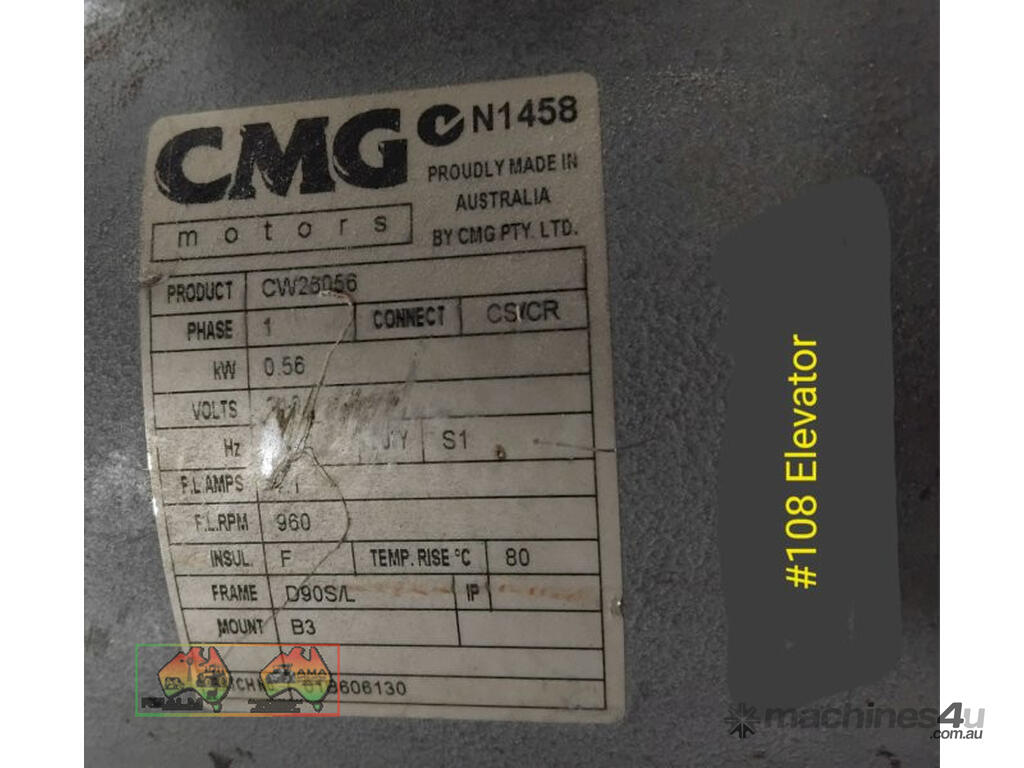 CMG N1458
motors
PROUDLY MADE IN
AUSTRALIA
BY CMG PTY. LTD.
PRODUCT CW26056
PHASE 1 CONNECT CS/CR
kW 0.56
VOLTS
Hz S1
F.L.AMPS
F.L.RPM 960
INSUL. F TEMP. RISE °C 80
FRAME D90S/L IP
MOUNT B3
#108 Elevator
AMA
machines4u
.com.au